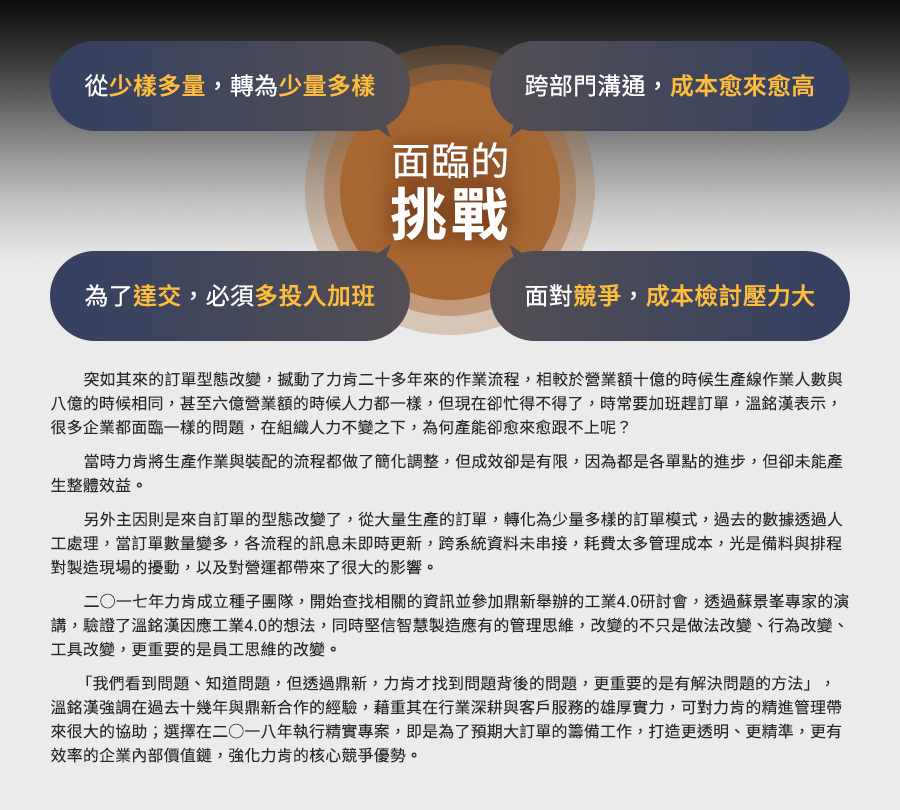 從少樣多量，轉為少量多樣
跨部門溝通，成本愈來愈高
面臨的
挑戰
為了達交，必須多投入加班
面對競爭，成本檢討壓力大
突如其來的訂單型態改變，撼動了力肯二十多年來的作業流程，相較於營業額十億的時候生產線作業人數與
八億的時候相同，甚至六億營業額的時候人力都一樣，但現在卻忙得不得了，時常要加班趕訂單，溫銘漢表示，
很多企業都面臨一樣的問題，在組織人力不變之下，為何產能卻愈來愈跟不上呢？
當時力肯將生產作業與裝配的流程都做了簡化調整，但成效卻是有限，因為都是各單點的進步，但卻未能產
生整體效益。
另外主因則是來自訂單的型態改變了，從大量生產的訂單，轉化為少量多樣的訂單模式，過去的數據透過人
工處理，當訂單數量變多，各流程的訊息未即時更新，跨系統資料未串接，耗費太多管理成本，光是備料與排程
對製造現場的擾動，以及對營運都帶來了很大的影響。
二〇一七年力肯成立種子團隊，開始查找相關的資訊並參加鼎新舉辦的工業4.0研討會，透過蘇景峯專家的演
講，驗證了溫銘漢因應工業4.0的想法，同時堅信智慧製造應有的管理思維，改變的不只是做法改變、行為改變、
工具改變，更重要的是員工思維的改變。
「我們看到問題、知道問題，但透過鼎新，力肯才找到問題背後的問題，更重要的是有解決問題的方法」，
溫銘漢強調在過去十幾年與鼎新合作的經驗，藉重其在行業深耕與客戶服務的雄厚實力，可對力肯的精進管理帶
來很大的協助；選擇在二〇一八年執行精實專案，即是為了預期大訂單的籌備工作，打造更透明、更精準，更有
效率的企業內部價值鏈，強化力肯的核心競爭優勢。